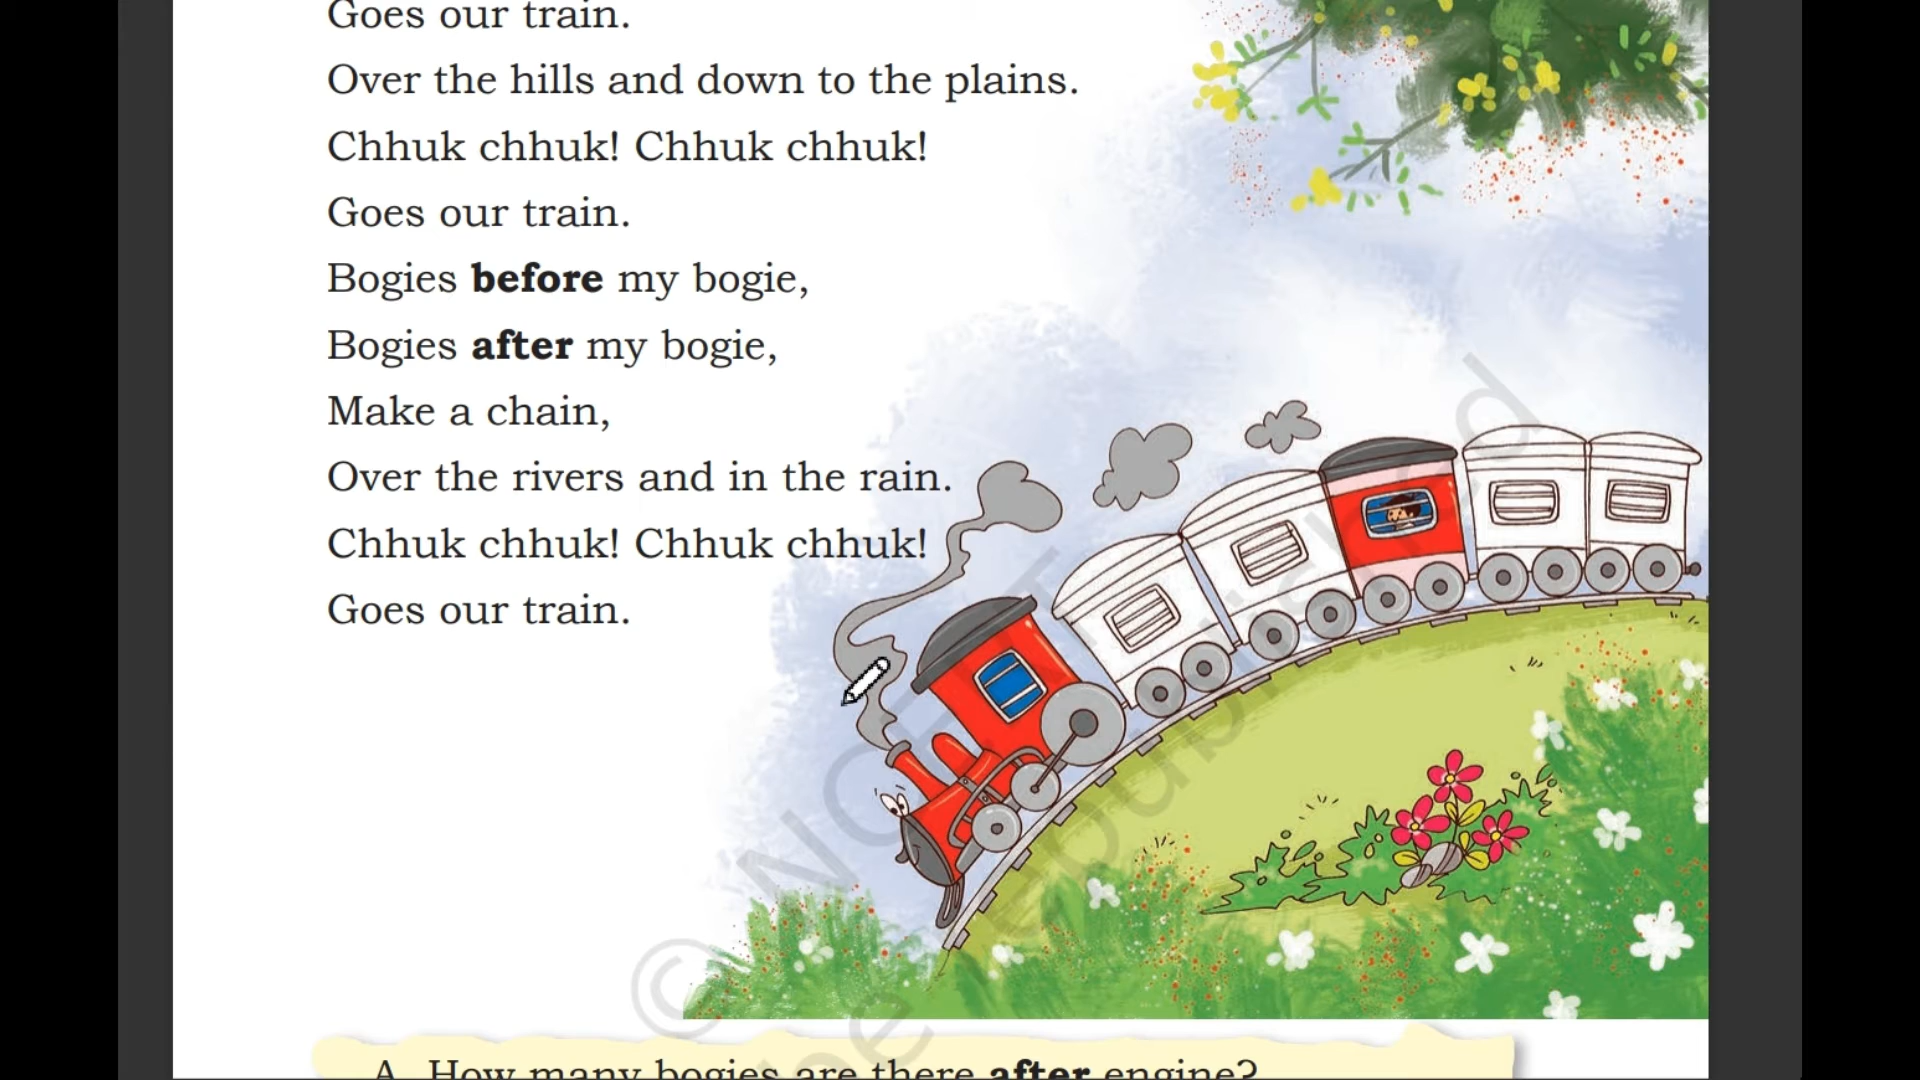 Goes our train.
Over the hills and down to the plains.
Chhuk chhuk! Chhuk chhuk!
Goes our train.
Bogies before my bogie,
Bogies after my bogie,
Make a chain,
Over the rivers and in the rain.
Chhuk chhuk! Chhuk chhuk!
Goes our train.
A. How many bogies are there after engine?